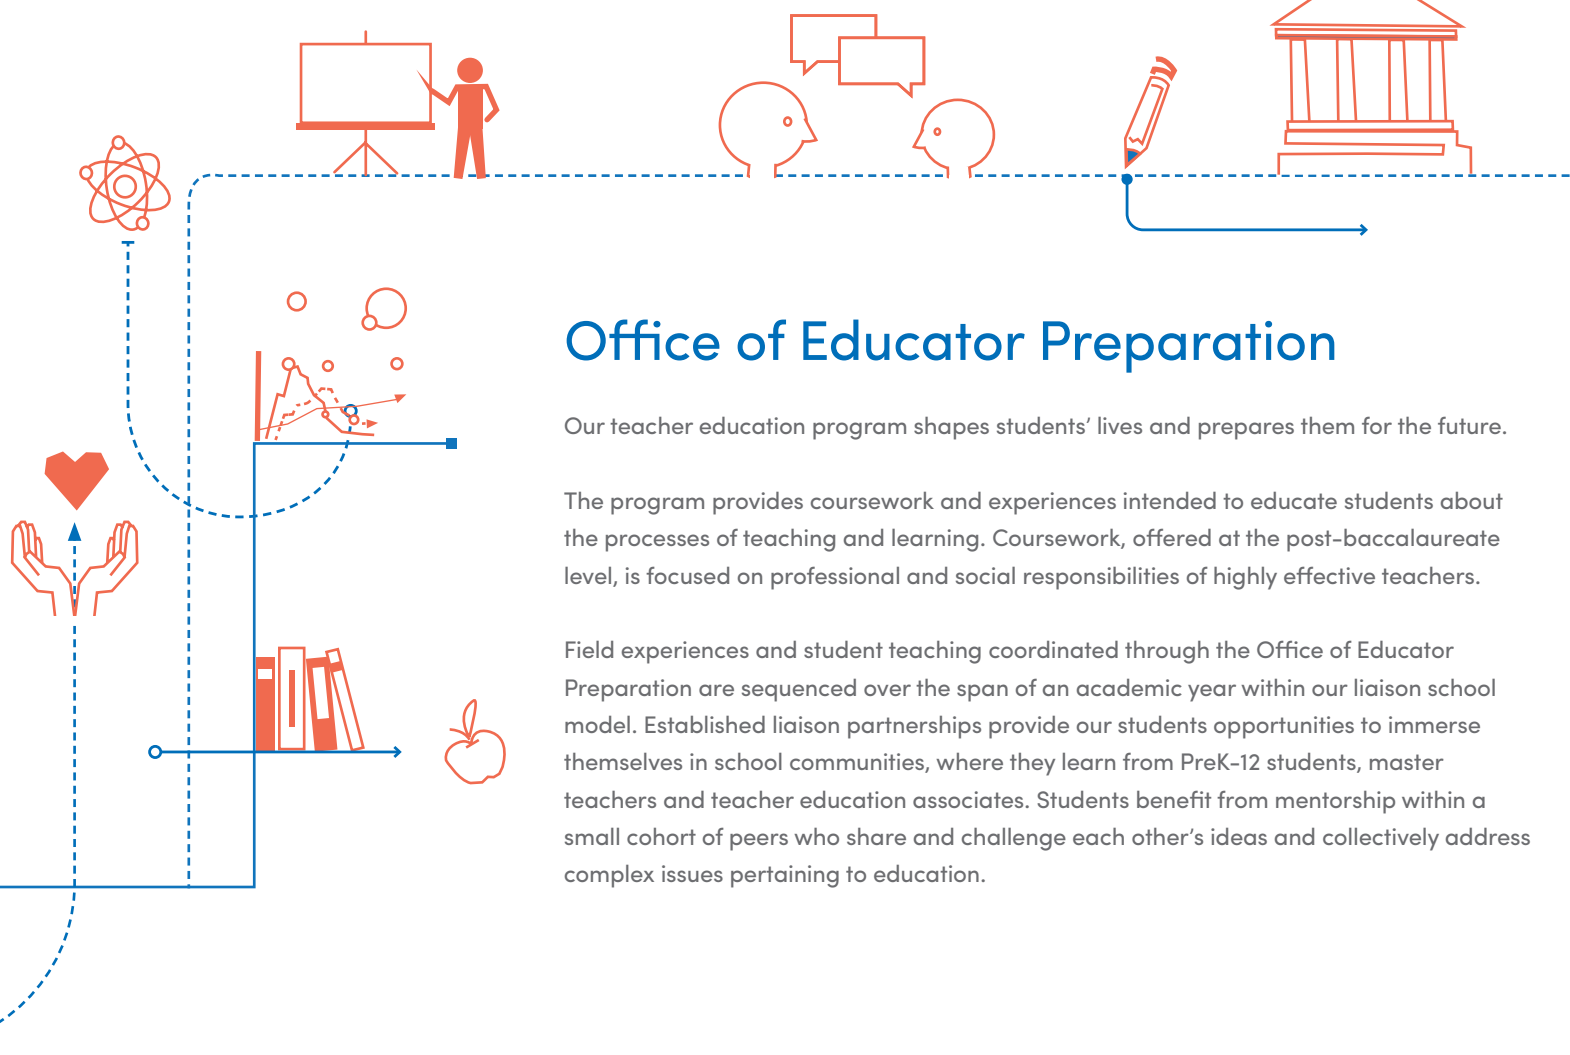 Office of Educator Preparation
Our teacher education program shapes students’ lives and prepares them for the future.
The program provides coursework and experiences intended to educate students about
the processes of teaching and learning. Coursework, offered at the post-baccalaureate
level, is focused on professional and social responsibilities of highly effective teachers.
Field experiences and student teaching coordinated through the Office of Educator
Preparation are sequenced over the span of an academic year within our liaison school
model. Established liaison partnerships provide our students opportunities to immerse
themselves in school communities, where they learn from PreK-12 students, master
teachers and teacher education associates. Students benefit from mentorship within a
small cohort of peers who share and challenge each other’s ideas and collectively address
complex issues pertaining to education.